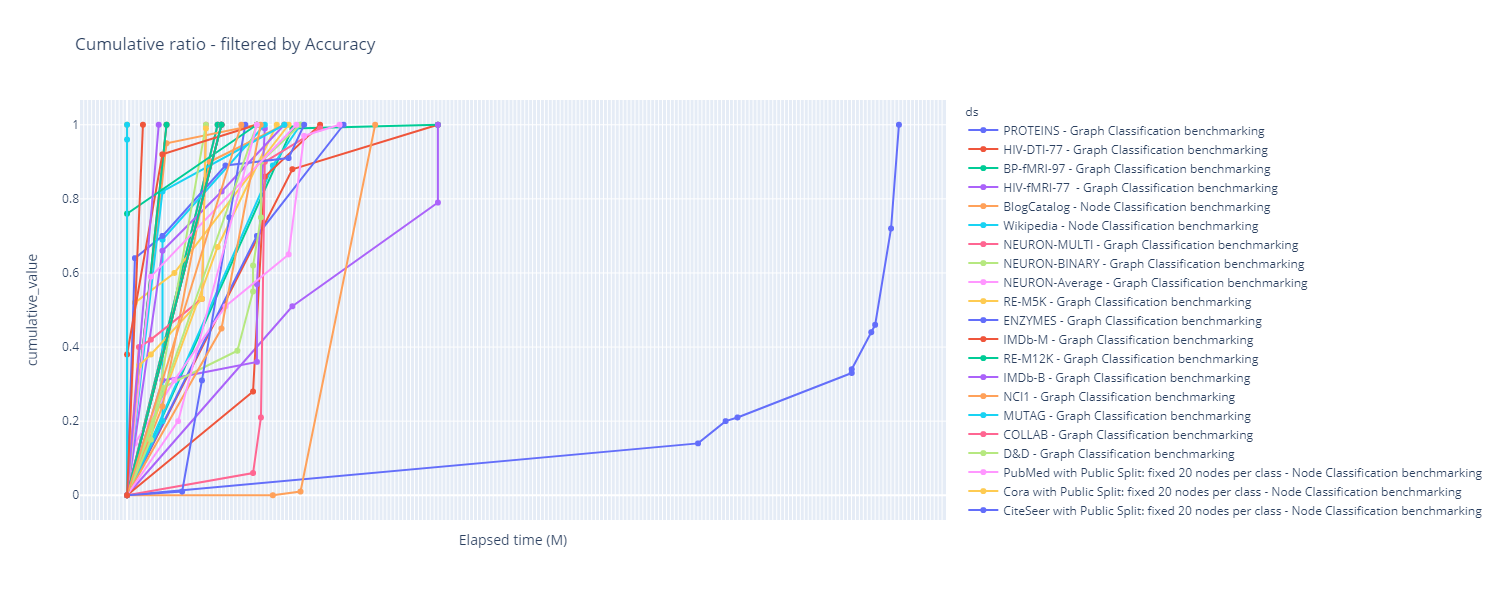 Cumulative ratio - filtered by Accuracy
1
0.8
0.6
0.4
0.2
0
cumulative_value
Elapsed time (M)
ds
PROTEINS - Graph Classification benchmarking
HIV-DTI-77 - Graph Classification benchmarking
BP-fMRI-97 - Graph Classification benchmarking
HIV-fMRI-77  - Graph Classification benchmarking
BlogCatalog - Node Classification benchmarking
Wikipedia - Node Classification benchmarking
NEURON-MULTI - Graph Classification benchmarking
NEURON-BINARY - Graph Classification benchmarking
NEURON-Average - Graph Classification benchmarking
RE-M5K - Graph Classification benchmarking
ENZYMES - Graph Classification benchmarking
IMDb-M - Graph Classification benchmarking
RE-M12K - Graph Classification benchmarking
IMDb-B - Graph Classification benchmarking
NCI1 - Graph Classification benchmarking
MUTAG - Graph Classification benchmarking
COLLAB - Graph Classification benchmarking
D&D - Graph Classification benchmarking
PubMed with Public Split: fixed 20 nodes per class - Node Classification benchmarking
Cora with Public Split: fixed 20 nodes per class - Node Classification benchmarking
CiteSeer with Public Split: fixed 20 nodes per class - Node Classification benchmarking